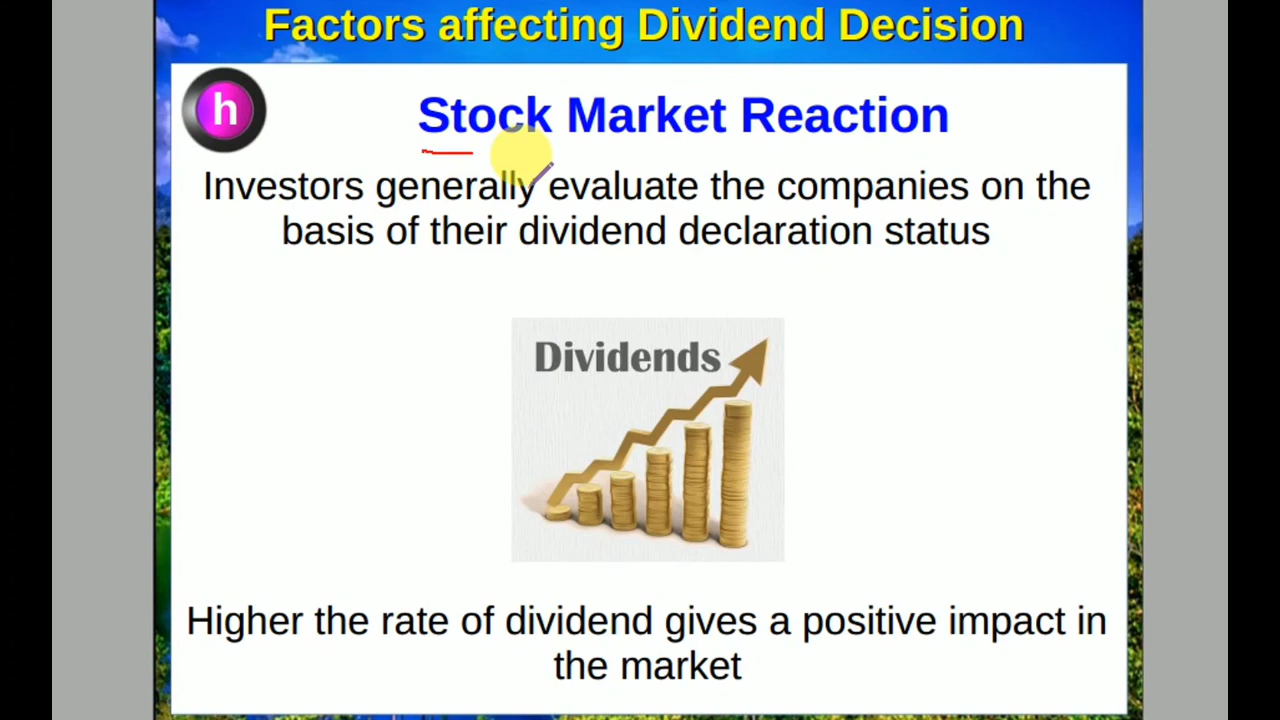 Factors affecting Dividend Decision
h
Stock Market Reaction
Investors generally evaluate the companies on the
basis of their dividend declaration status
Dividends
Higher the rate of dividend gives a positive impact in
the market